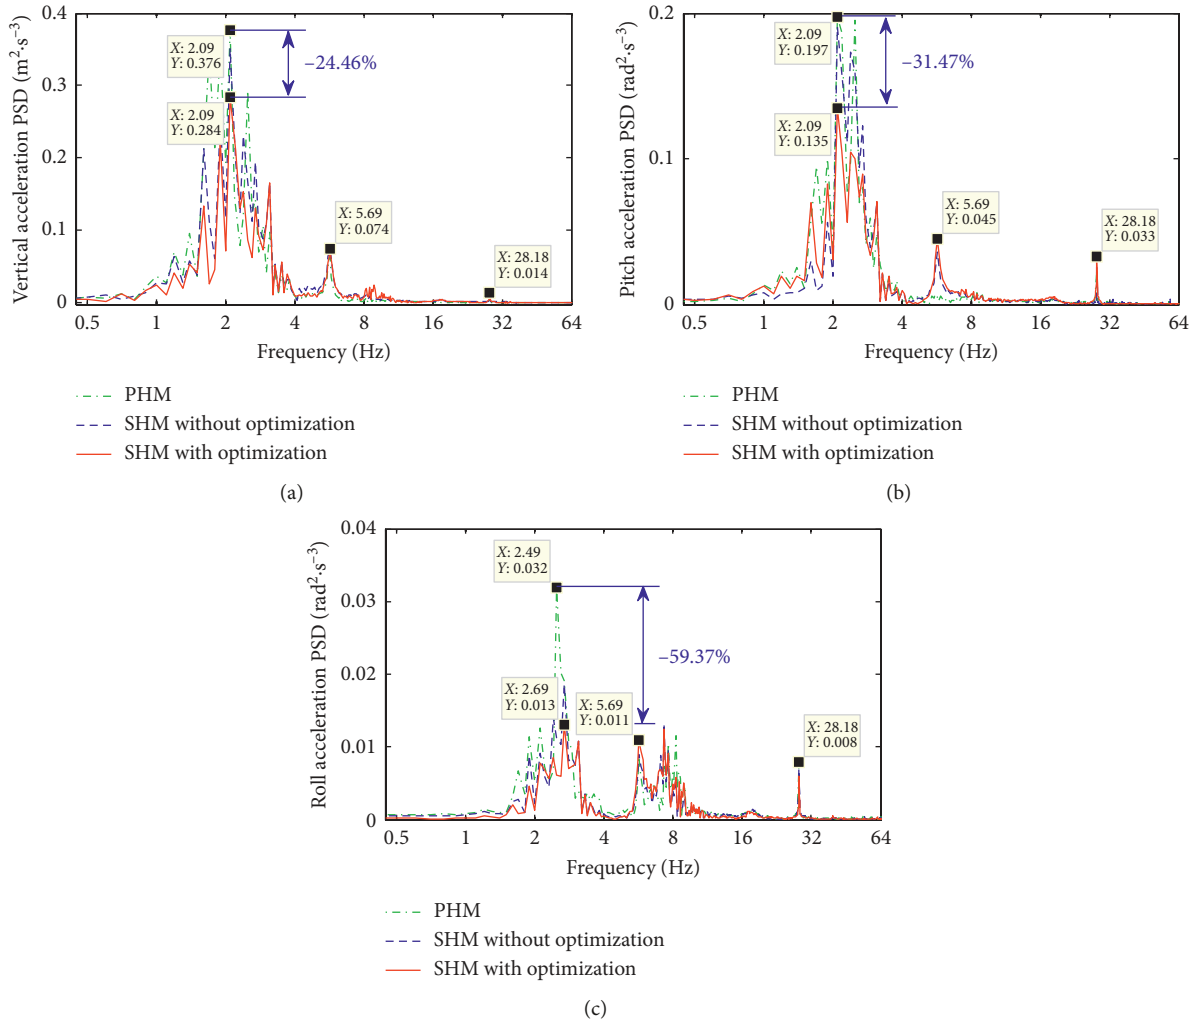 0.4
0.3
0.2
0.1
0
Vertical acceleration PSD (m²·s⁻³)
X: 2.09
Y: 0.376
X: 2.09
Y: 0.284
–24.46%
X: 5.69
Y: 0.074
X: 28.18
Y: 0.014
0.5 1 2 4 8 16 32 64
Frequency (Hz)
PHM
SHM without optimization
SHM with optimization
(a)
0.2
0.1
0
Pitch acceleration PSD (rad²·s⁻³)
X: 2.09
Y: 0.197
X: 2.09
Y: 0.135
–31.47%
X: 5.69
Y: 0.045
X: 28.18
Y: 0.033
0.5 1 2 4 8 16 32 64
Frequency (Hz)
PHM
SHM without optimization
SHM with optimization
(b)
0.04
0.03
0.02
0.01
0
Roll acceleration PSD (rad²·s⁻³)
X: 2.49
Y: 0.032
–59.37%
X: 2.69
Y: 0.013
X: 5.69
Y: 0.011
X: 28.18
Y: 0.008
0.5 1 2 4 8 16 32 64
Frequency (Hz)
PHM
SHM without optimization
SHM with optimization
(c)